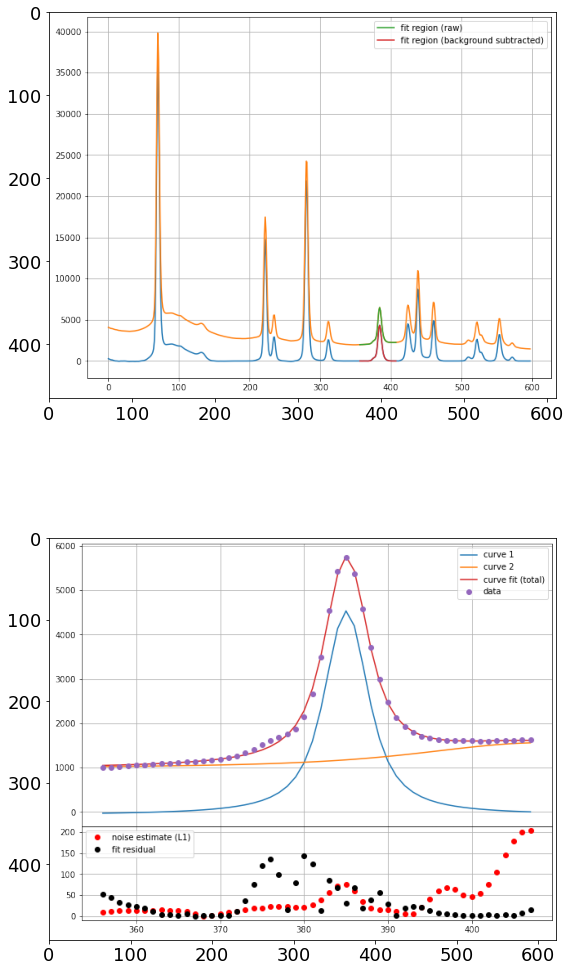 0
100
200
300
400
40000
35000
30000
25000
20000
15000
10000
5000
0
fit region (raw)
fit region (background subtracted)
0 100 200 300 400 500 600
0 100 200 300 400 500 600
0
100
200
300
400
6000
5000
4000
3000
2000
1000
0
curve 1
curve 2
curve fit (total)
data
200
150
100
50
0
noise estimate (L1)
fit residual
360 370 380 390 400
0 100 200 300 400 500 600